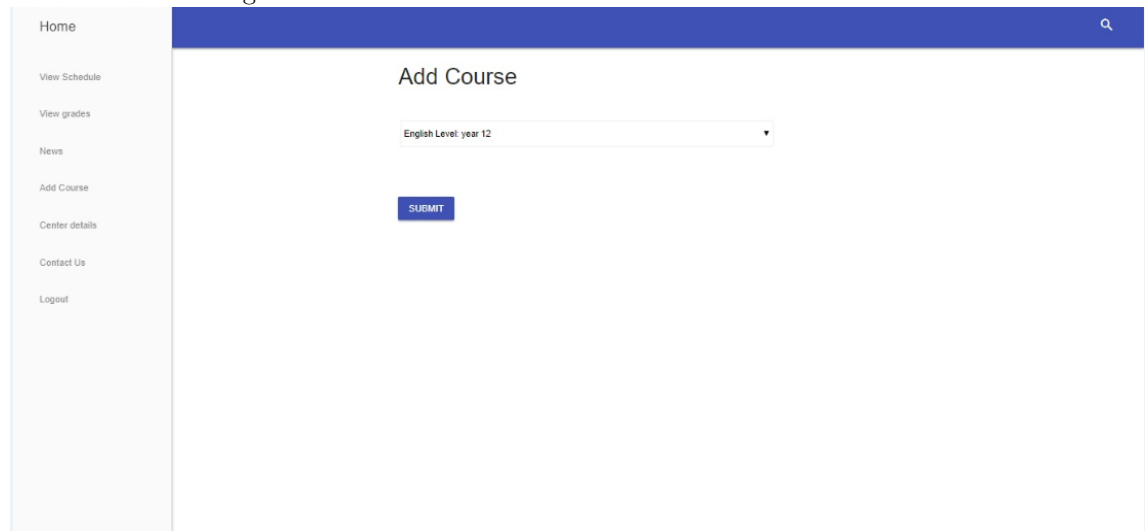 Home
View Schedule
View grades
News
Add Course
Center details
Contact Us
Logout
Add Course
English Level: year 12
SUBMIT